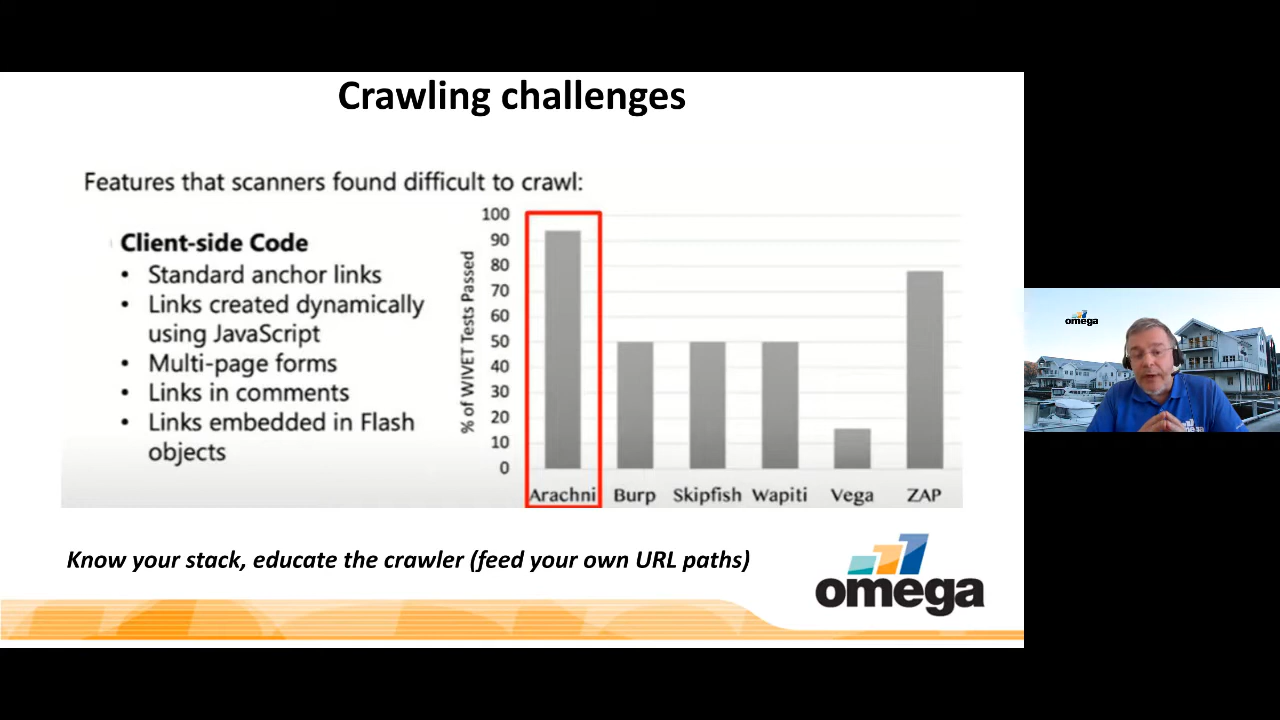 Crawling challenges
Features that scanners found difficult to crawl:
Client-side Code
• Standard anchor links
• Links created dynamically
using JavaScript
• Multi-page forms
• Links in comments
• Links embedded in Flash
objects
% of WIVET Tests Passed
100
90
80
70
60
50
40
30
20
10
0
Arachni Burp Skipfish Wapiti Vega ZAP
Know your stack, educate the crawler (feed your own URL paths)
omega
omega